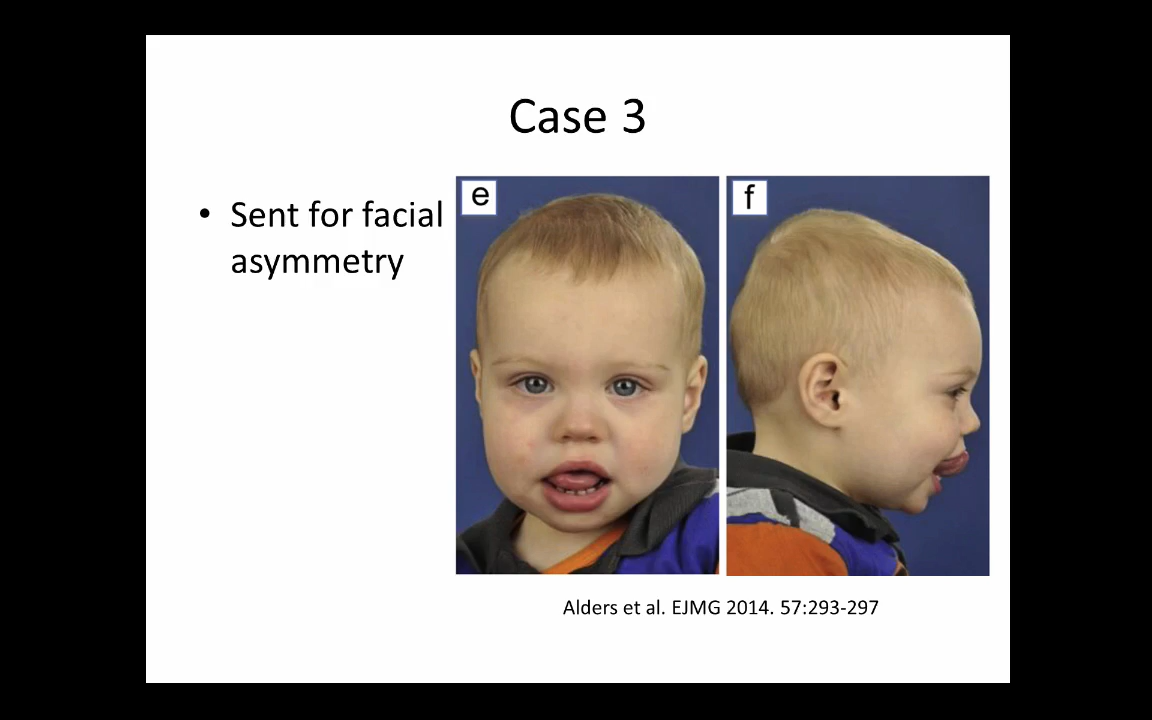 Case 3
• Sent for facial
asymmetry
e
f
Alders et al. EJMG 2014. 57:293-297